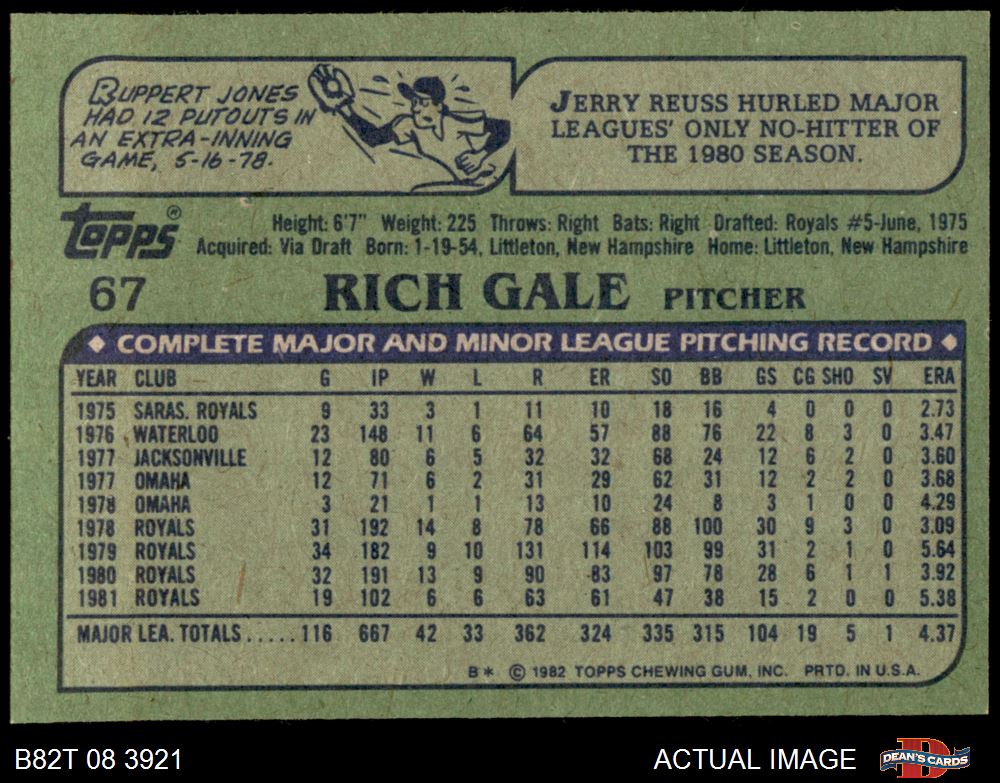 RUPPERT JONES
HAD 12 PUTOUTS IN
AN EXTRA-INNING
GAME, 5-16-78.
JERRY REUSS HURLED MAJOR
LEAGUES' ONLY NO-HITTER OF
THE 1980 SEASON.
Topps®
Height: 6'7" Weight: 225 Throws: Right Bats: Right Drafted: Royals #5-June, 1975
Acquired: Via Draft Born: 1-19-54, Littleton, New Hampshire Home: Littleton, New Hampshire
67 RICH GALE PITCHER
◆ COMPLETE MAJOR AND MINOR LEAGUE PITCHING RECORD ◆
YEAR CLUB G IP W L R ER SO BB GS CG SHO SV ERA
1975 SARAS. ROYALS 9 33 3 1 11 10 18 16 4 0 0 0 2.73
1976 WATERLOO 23 148 11 6 64 57 88 76 22 8 3 0 3.47
1977 JACKSONVILLE 12 80 6 5 32 32 68 24 12 6 2 0 3.60
1977 OMAHA 12 71 6 2 31 29 62 31 12 2 2 0 3.68
1978 OMAHA 3 21 1 1 13 10 24 8 3 1 0 0 4.29
1978 ROYALS 31 192 14 8 78 66 88 100 30 9 3 0 3.09
1979 ROYALS 34 182 9 10 131 114 103 99 31 2 1 0 5.64
1980 ROYALS 32 191 13 9 90 83 97 78 28 6 1 1 3.92
1981 ROYALS 19 102 6 6 63 61 47 38 15 2 0 0 5.38
MAJOR LEA. TOTALS.....116 667 42 33 362 324 335 315 104 19 5 1 4.37
B* © 1982 TOPPS CHEWING GUM, INC. PRTD. IN U.S.A.
B82T 08 3921 ACTUAL IMAGE DEAN'S CARDS